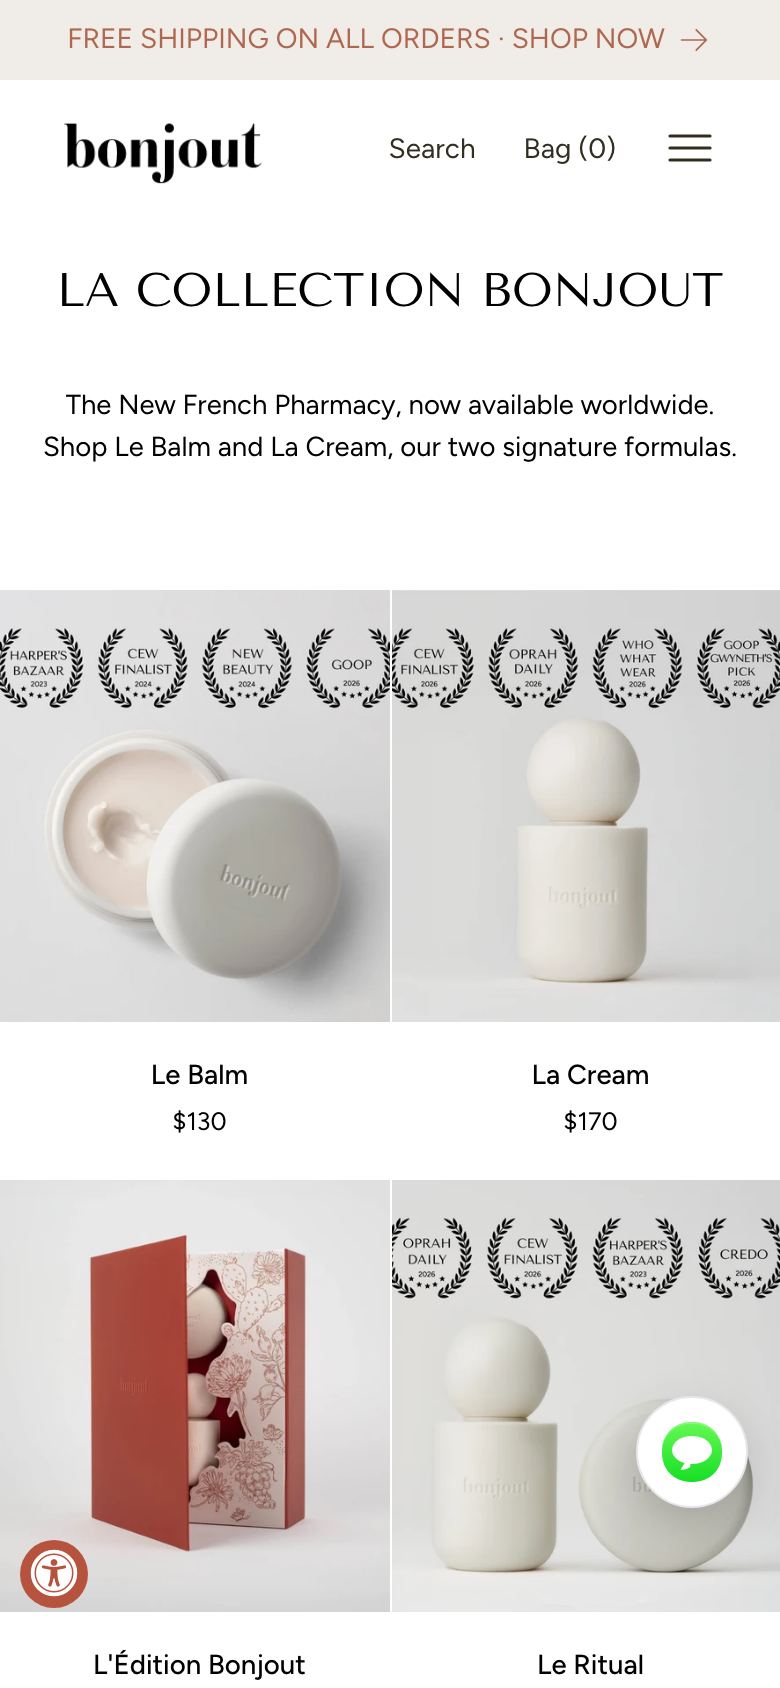 FREE SHIPPING ON ALL ORDERS · SHOP NOW →
bonjout
Search
Bag (0)
LA COLLECTION BONJOUT
The New French Pharmacy, now available worldwide.
Shop Le Balm and La Cream, our two signature formulas.
HARPER'S
BAZAAR
2023
CEW
FINALIST
2024
NEW
BEAUTY
2024
GOOP
2026
bonjout
CEW
FINALIST
2026
OPRAH
DAILY
2026
WHO
WHAT
WEAR
2026
GOOP
GWYNETH'S
PICK
2026
bonjout
Le Balm
$130
La Cream
$170
bonjout
OPRAH
DAILY
2026
CEW
FINALIST
2026
HARPER'S
BAZAAR
2023
CREDO
2026
bonjout
L'Édition Bonjout
Le Ritual